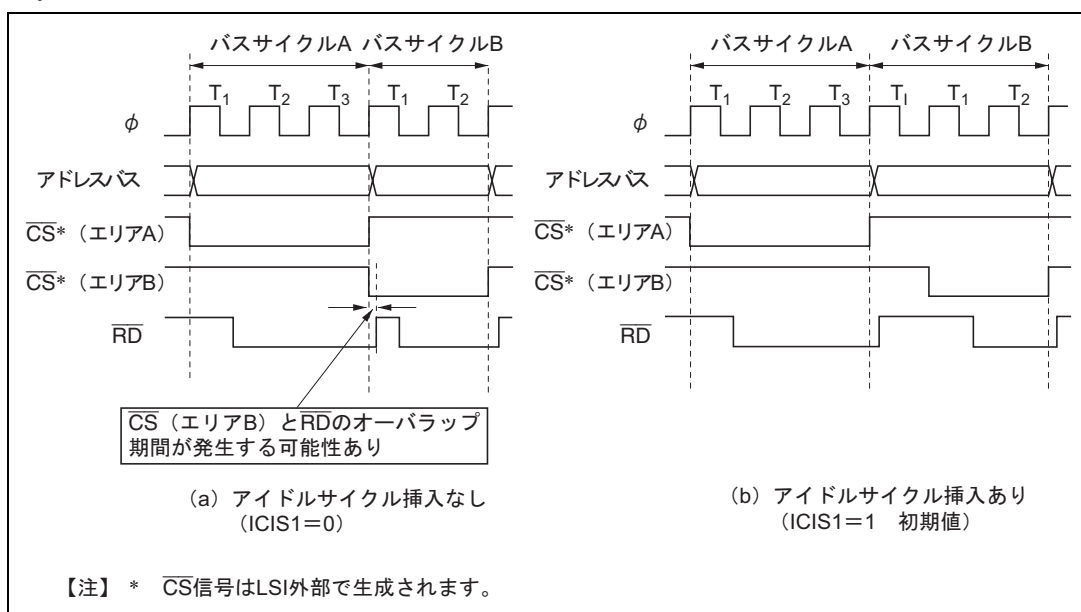 バスサイクルA バスサイクルB
T1 T2 T3 T1 T2
φ
アドレスバス
CS* (エリアA)
CS* (エリアB)
RD
CS (エリアB) とRDのオーバラップ
期間が発生する可能性あり
(a) アイドルサイクル挿入なし
(ICIS1=0)
バスサイクルA バスサイクルB
T1 T2 T3 TI T1 T2
φ
アドレスバス
CS* (エリアA)
CS* (エリアB)
RD
(b) アイドルサイクル挿入あり
(ICIS1=1 初期値)
【注】 * CS信号はLSI外部で生成されます。